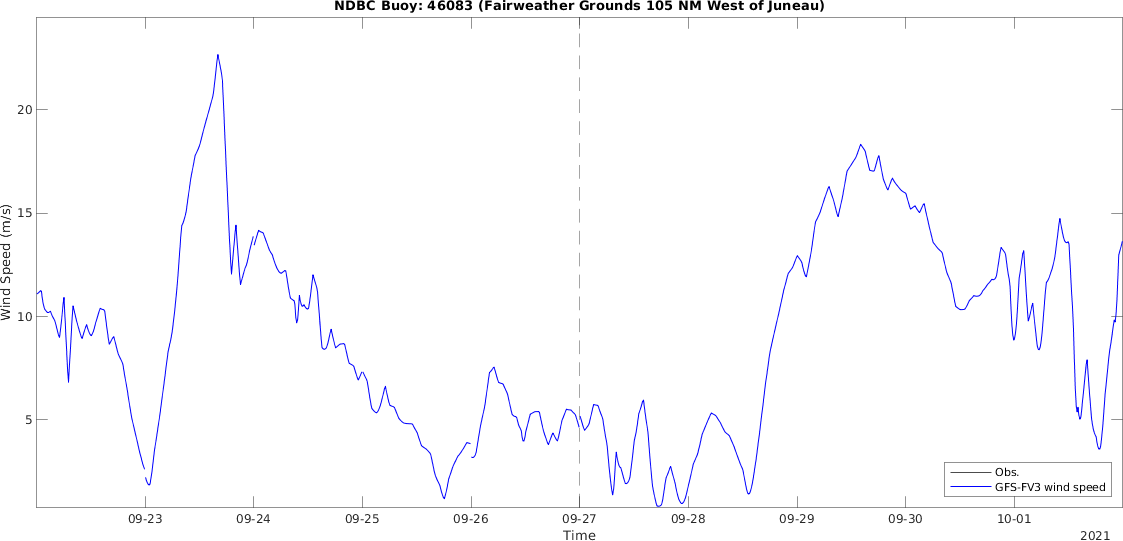 NDBC Buoy: 46083 (Fairweather Grounds 105 NM West of Juneau)
Wind Speed (m/s)
20
15
10
5
Obs.
GFS-FV3 wind speed
09-23 09-24 09-25 09-26 09-27 09-28 09-29 09-30 10-01
Time
2021